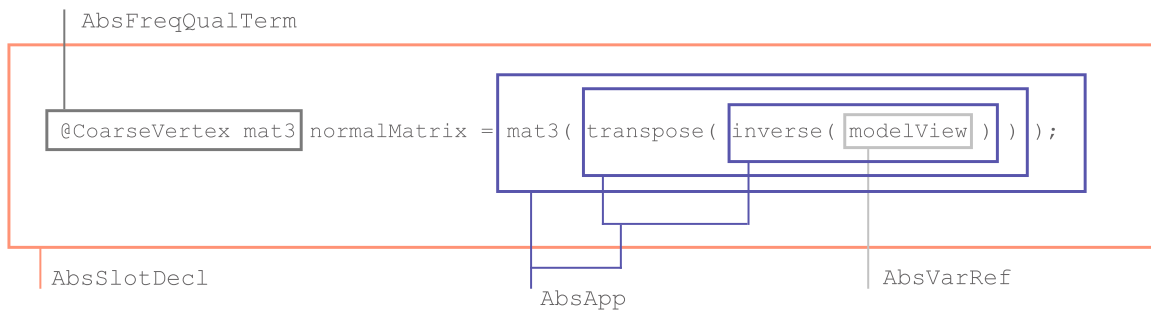 AbsFreqQualTerm
@CoarseVertex mat3 normalMatrix = mat3( transpose( inverse( modelView ) ) );
AbsSlotDecl
AbsApp
AbsVarRef